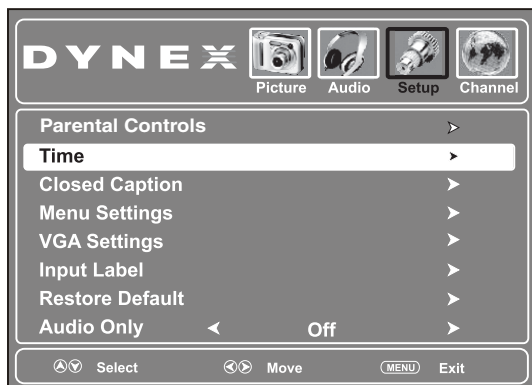 DYNEX
Picture Audio Setup Channel
Parental Controls
Time
Closed Caption
Menu Settings
VGA Settings
Input Label
Restore Default
Audio Only Off
Select Move MENU Exit